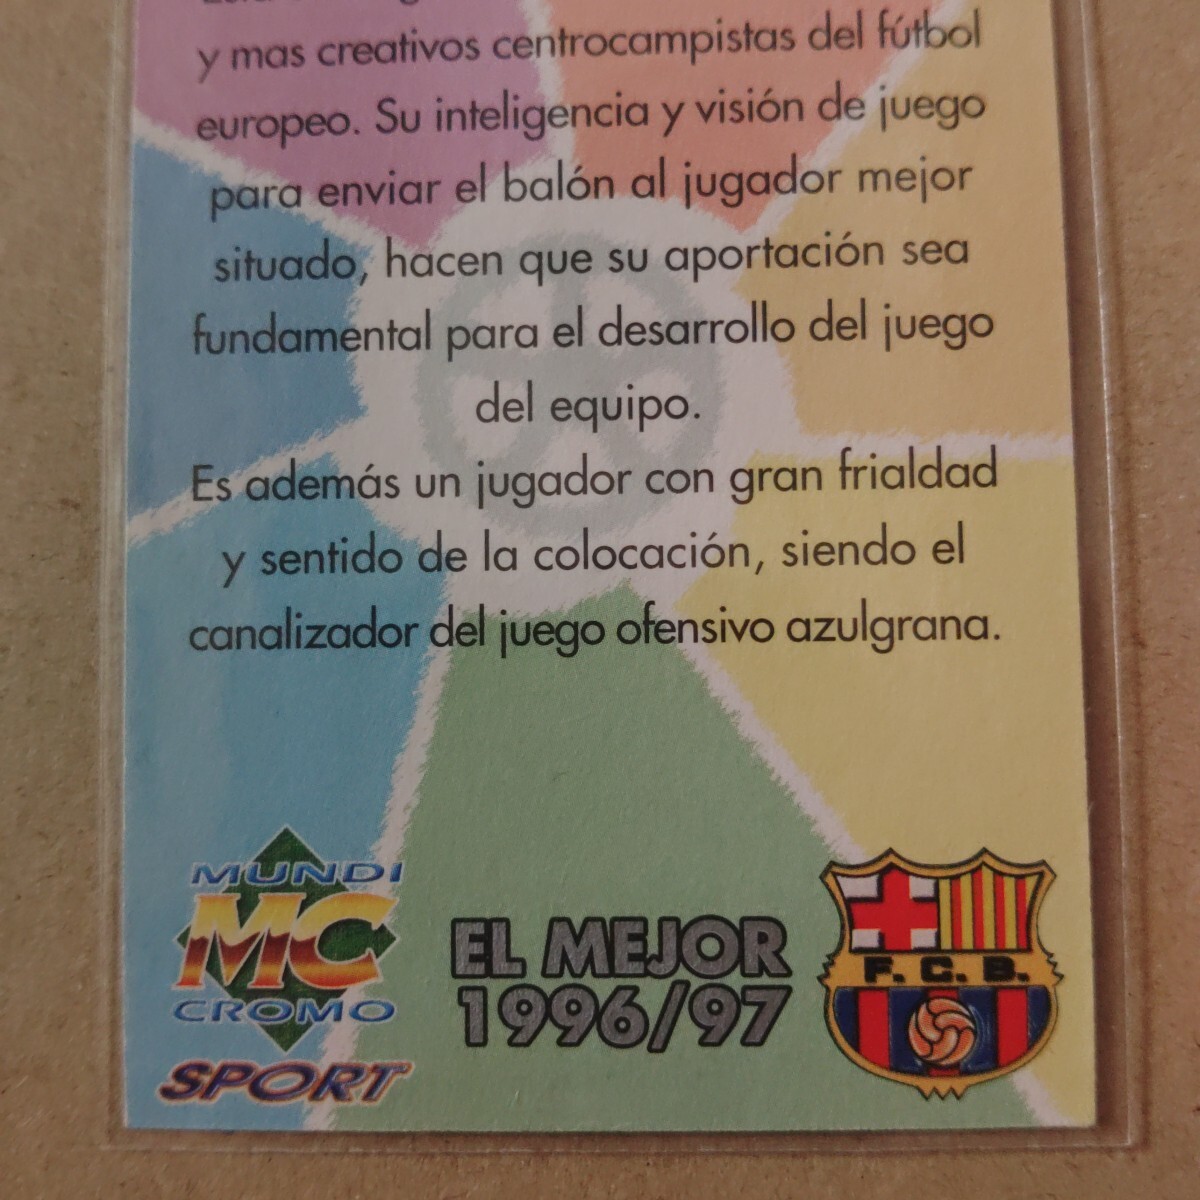 y mas creativos centrocampistas del fútbol
europeo. Su inteligencia y visión de juego
para enviar el balón al jugador mejor
situado, hacen que su aportación sea
fundamental para el desarrollo del juego
del equipo.
Es además un jugador con gran frialdad
y sentido de la colocación, siendo el
canalizador del juego ofensivo azulgrana.
MUNDI
MC
CROMO
SPORT
EL MEJOR
1996/97
F. C. B.